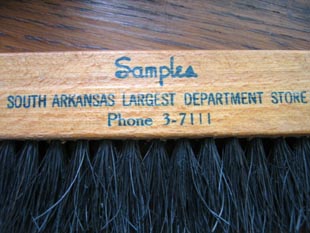 Samples
SOUTH ARKANSAS LARGEST DEPARTMENT STORE
Phone 3-7111